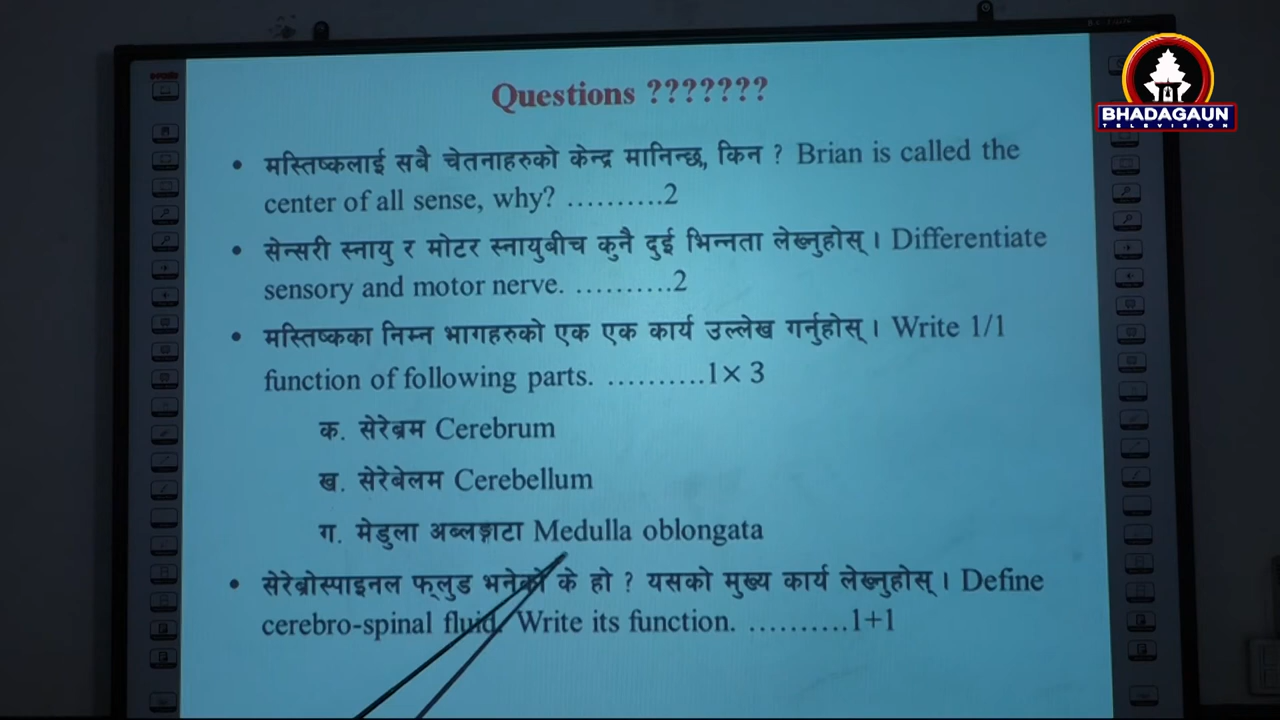 Questions ???????
BHADAGAUN
TELEVISION
• मस्तिष्कलाई सबै चेतनाहरुको केन्द्र मानिन्छ, किन ? Brian is called the
center of all sense, why? ..........2
• सेन्सरी स्नायु र मोटर स्नायुबीच कुनै दुई भिन्नता लेख्नुहोस् । Differentiate
sensory and motor nerve. ..........2
• मस्तिष्कका निम्न भागहरुको एक एक कार्य उल्लेख गर्नुहोस् । Write 1/1
function of following parts. ..........1× 3
क. सेरेब्रम Cerebrum
ख. सेरेबेलम Cerebellum
ग. मेडुला अब्लङ्गाटा Medulla oblongata
• सेरेब्रोस्पाइनल फ्लुड भनेको के हो ? यसको मुख्य कार्य लेख्नुहोस् । Define
cerebro-spinal fluid. Write its function. ..........1+1